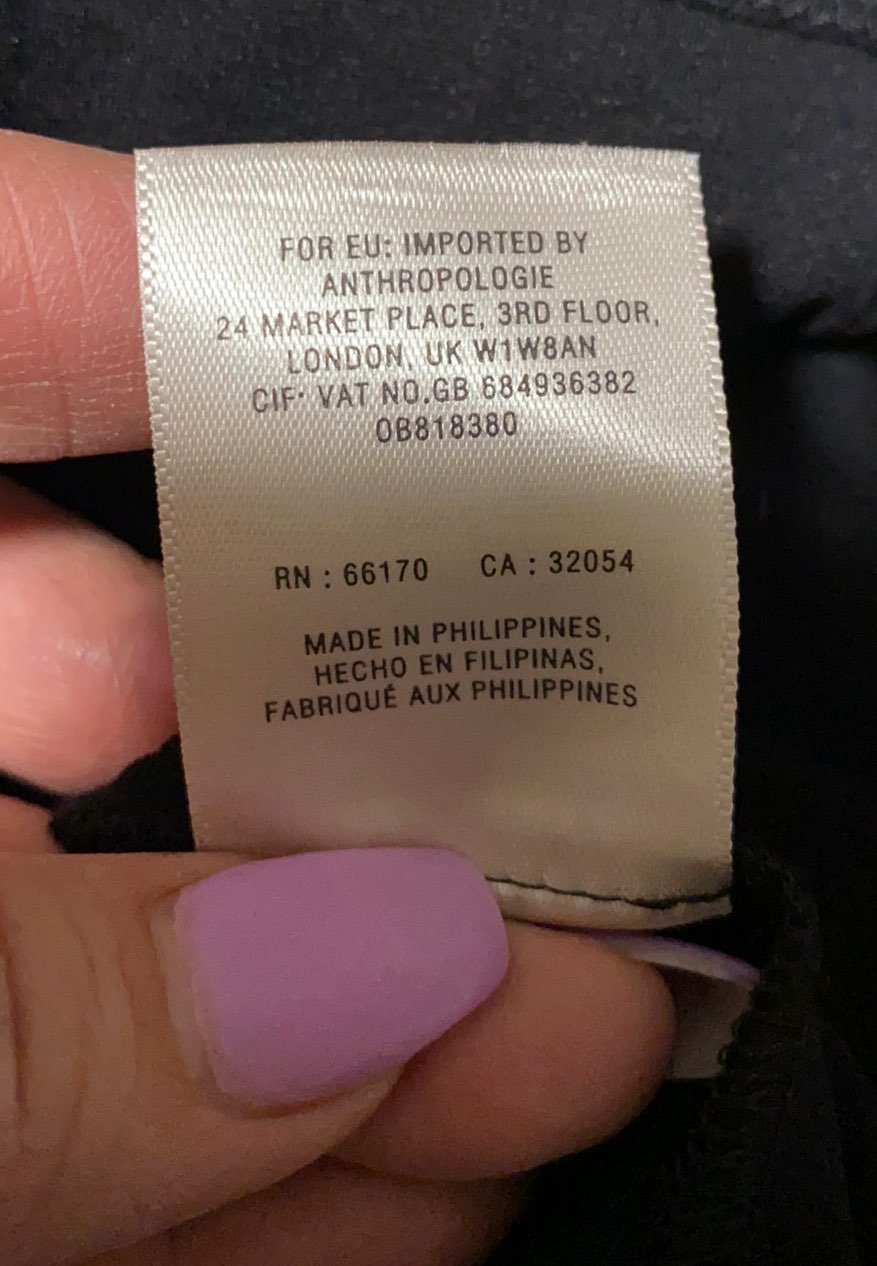 FOR EU: IMPORTED BY
ANTHROPOLOGIE
24 MARKET PLACE, 3RD FLOOR,
LONDON, UK W1W8AN
CIF· VAT NO.GB 684936382
0B818380
RN : 66170 CA : 32054
MADE IN PHILIPPINES,
HECHO EN FILIPINAS,
FABRIQUÉ AUX PHILIPPINES